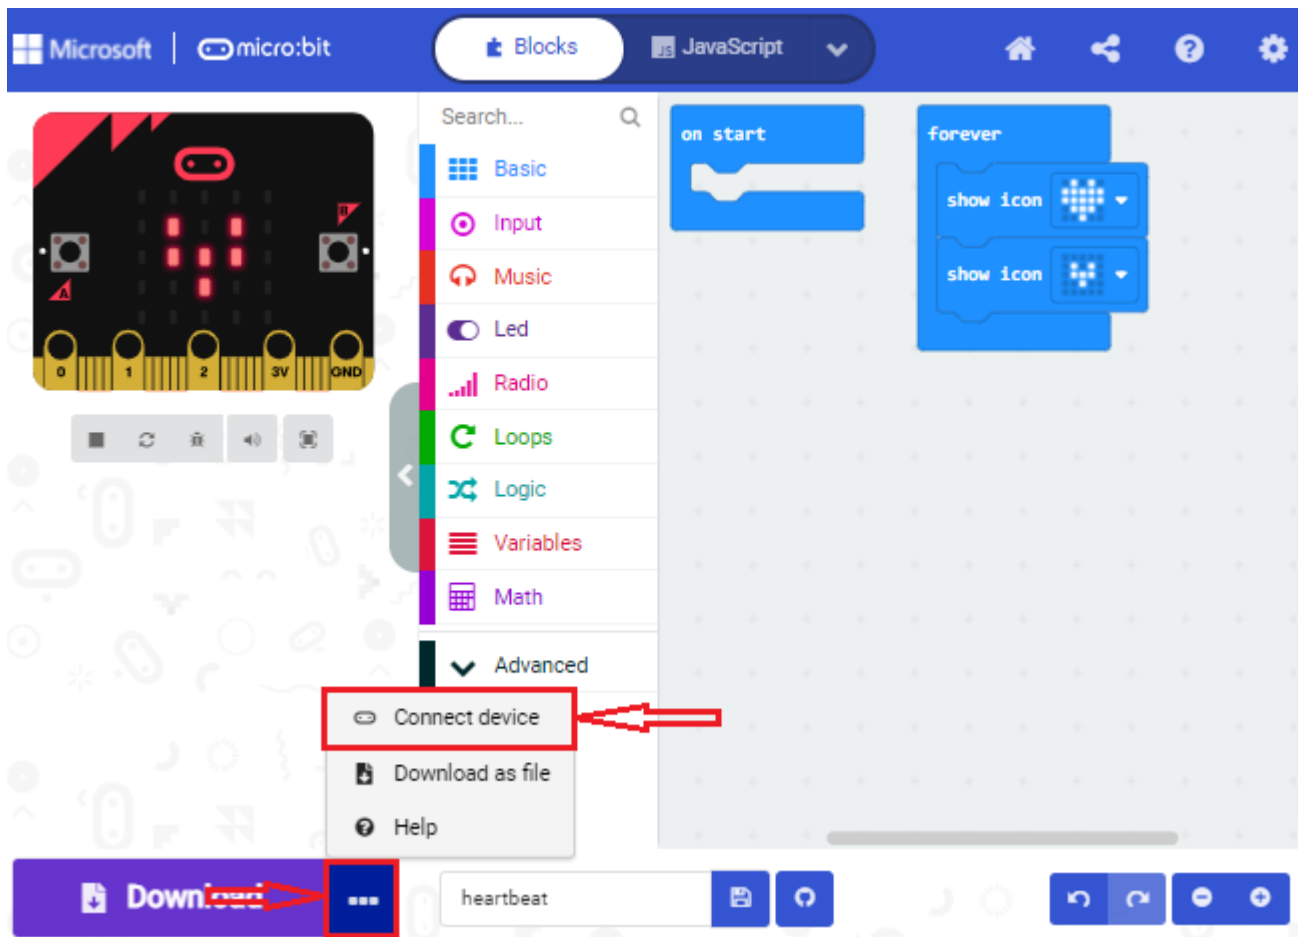 Microsoft micro:bit
Blocks
JavaScript
Search...
Basic
Input
Music
Led
Radio
Loops
Logic
Variables
Math
Advanced
on start
forever
show icon
show icon
B
A
0 1 2 3V GND
Connect device
Download as file
Help
Download
heartbeat